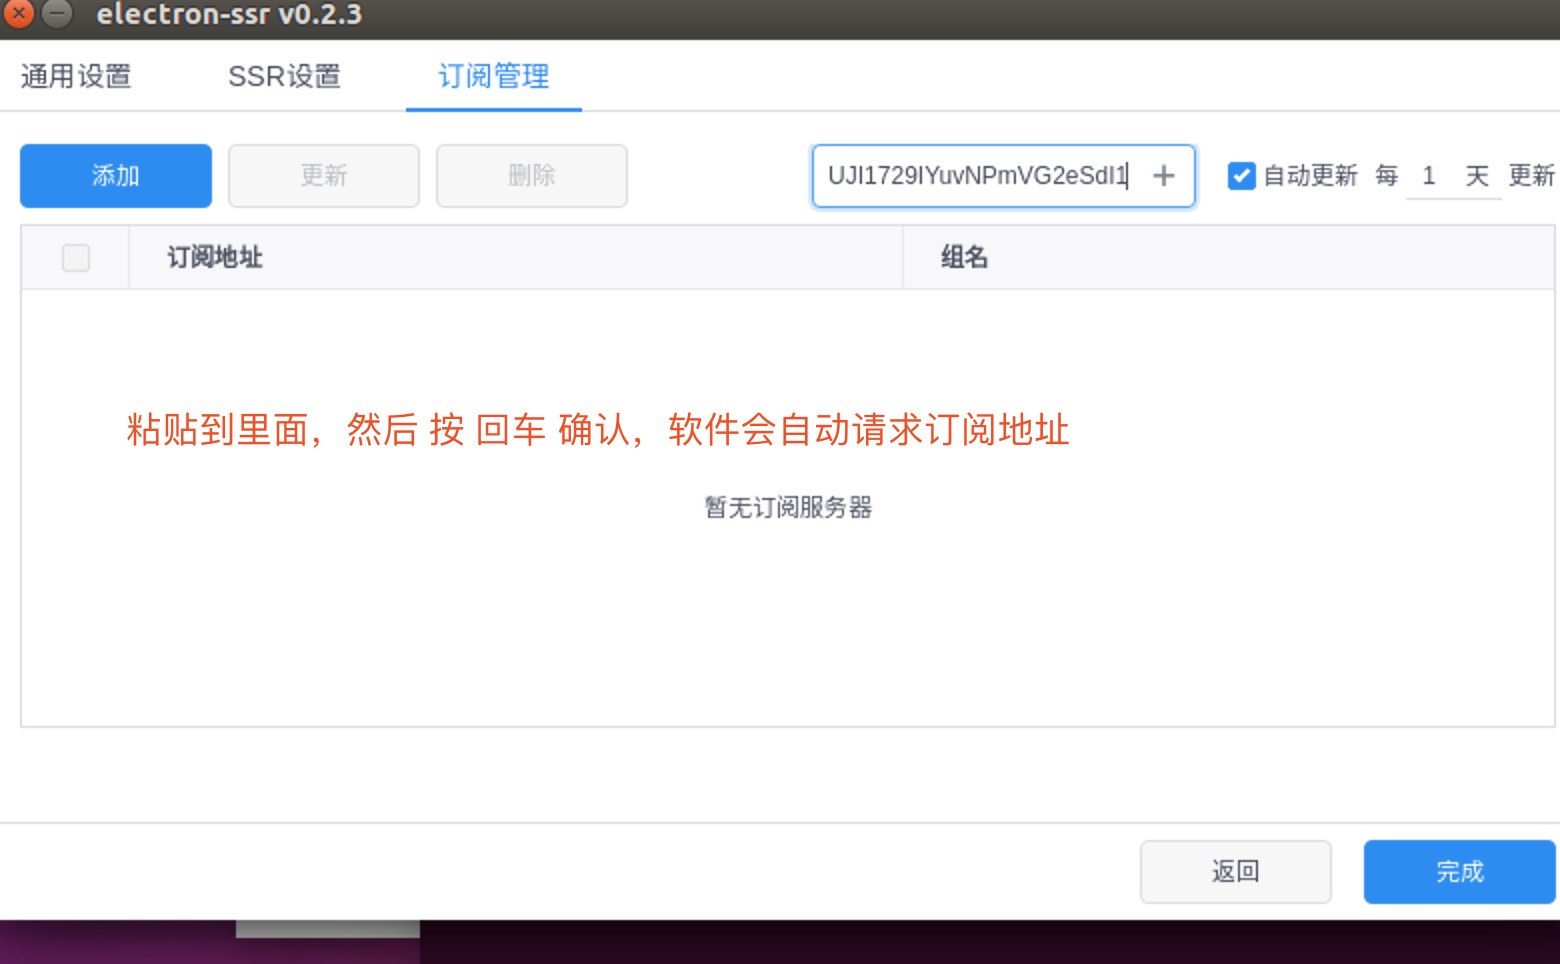 electron-ssr v0.2.3
通用设置 SSR设置 订阅管理
添加 更新 删除 UJI1729IYuvNPmVG2eSdI1 + 自动更新 每 1 天 更新
订阅地址 组名
粘贴到里面，然后 按 回车 确认，软件会自动请求订阅地址
暂无订阅服务器
返回 完成